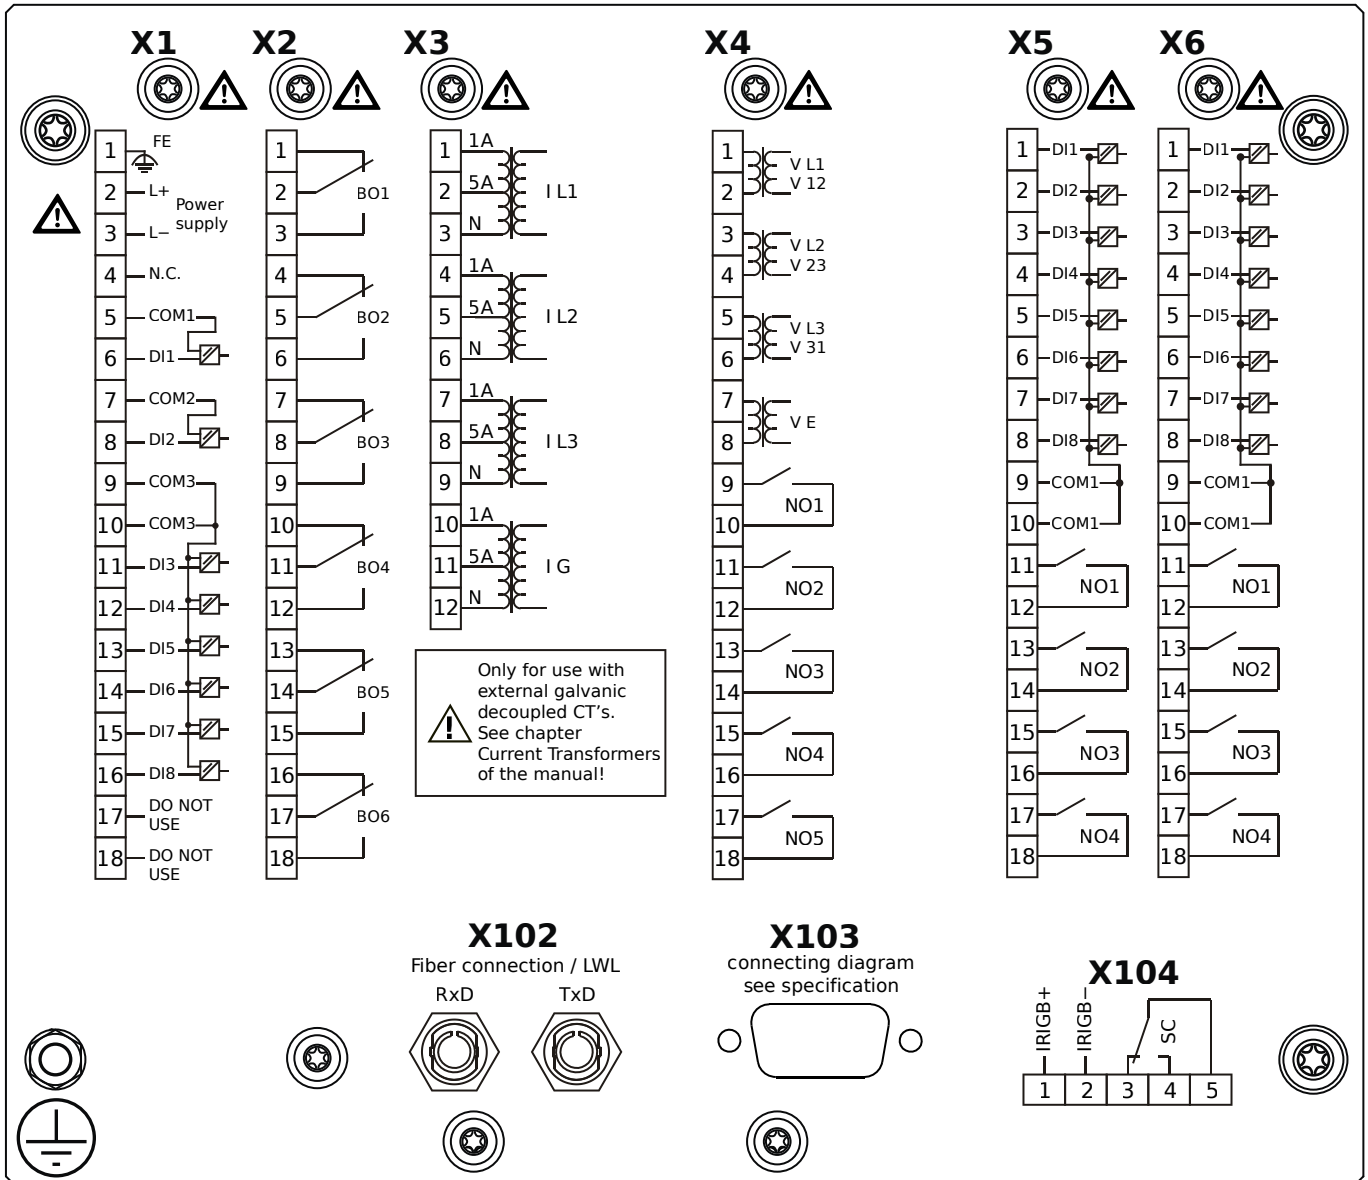 X1
X2
X3
X4
X5
X6
1 FE
2 L+
Power
supply
3 L−
4 N.C.
5 COM1
6 DI1
7 COM2
8 DI2
9 COM3
10 COM3
11 DI3
12 DI4
13 DI5
14 DI6
15 DI7
16 DI8
17 DO NOT
USE
18 DO NOT
USE
1
2 BO1
3
4
5 BO2
6
7
8 BO3
9
10
11 BO4
12
13
14 BO5
15
16
17 BO6
18
1 1A
2 5A I L1
3 N
4 1A
5 5A I L2
6 N
7 1A
8 5A I L3
9 N
10 1A
11 5A I G
12 N
Only for use with
external galvanic
decoupled CT's.
See chapter
Current Transformers
of the manual!
1 V L1
2 V 12
3 V L2
4 V 23
5 V L3
6 V 31
7
V E
8
9
NO1
10
11
NO2
12
13
NO3
14
15
NO4
16
17
NO5
18
1 DI1
2 DI2
3 DI3
4 DI4
5 DI5
6 DI6
7 DI7
8 DI8
9 COM1
10 COM1
11
NO1
12
13
NO2
14
15
NO3
16
17
NO4
18
1 DI1
2 DI2
3 DI3
4 DI4
5 DI5
6 DI6
7 DI7
8 DI8
9 COM1
10 COM1
11
NO1
12
13
NO2
14
15
NO3
16
17
NO4
18
X102
Fiber connection / LWL
RxD TxD
X103
connecting diagram
see specification
X104
IRIGB+
IRIGB−
SC
1 2 3 4 5